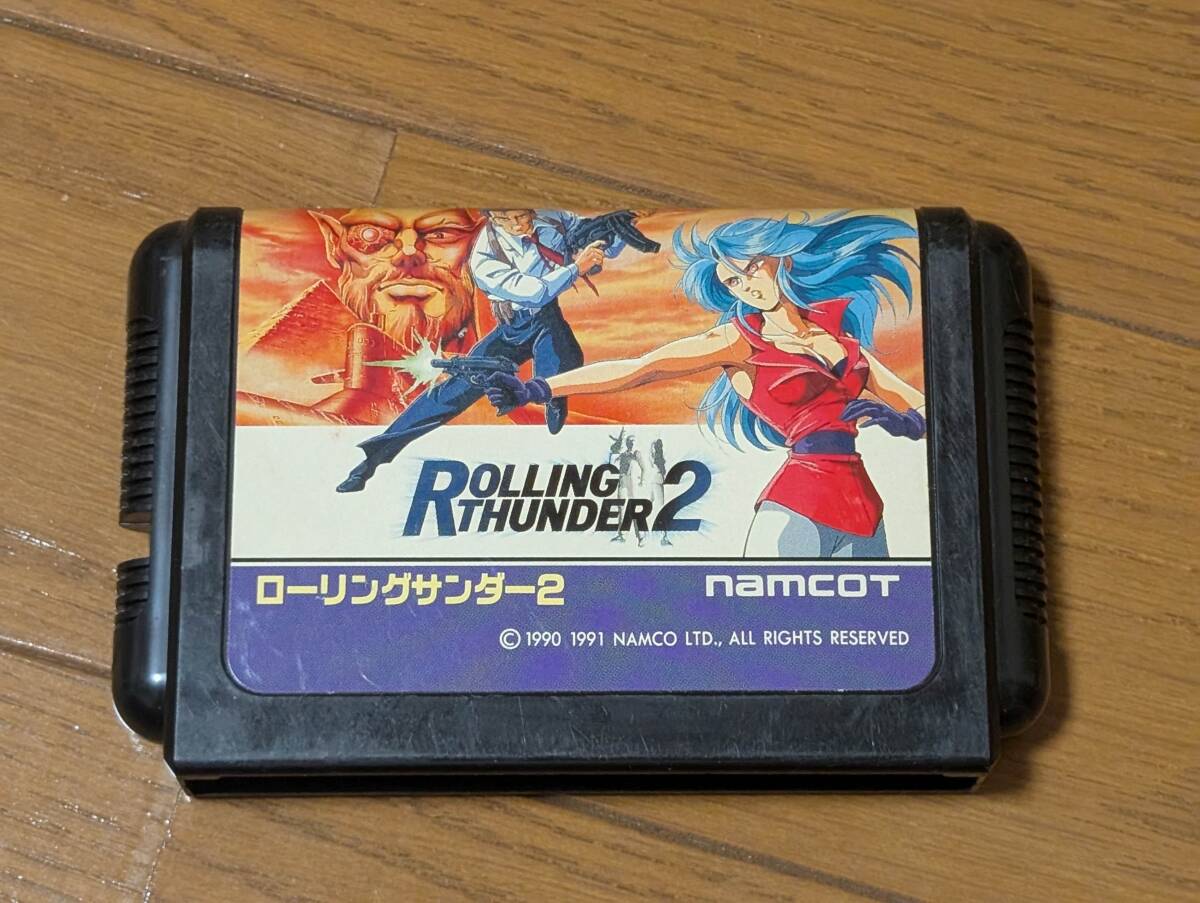 ROLLING
THUNDER 2
ローリングサンダー2
namcot
© 1990 1991 NAMCO LTD., ALL RIGHTS RESERVED